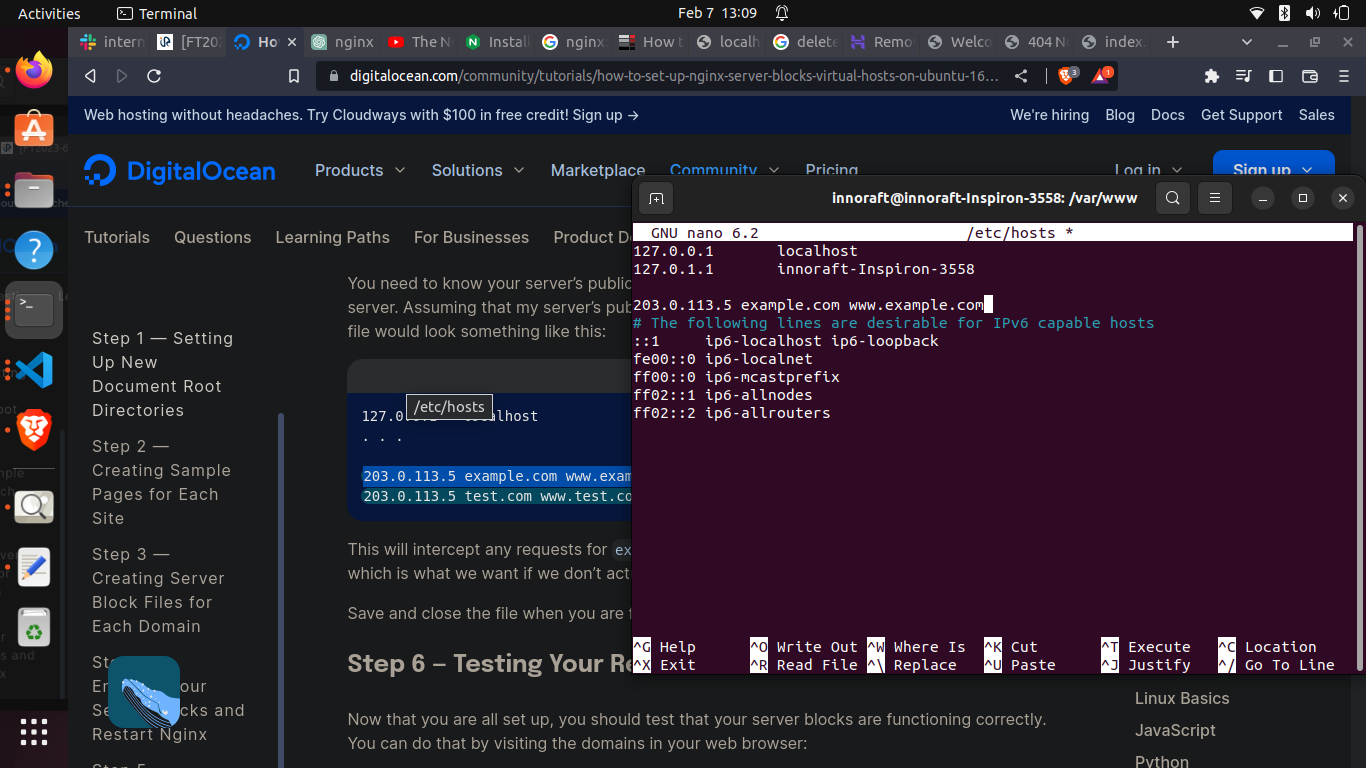 Activities
Terminal
Feb 7 13:09
intern
[FT202
Ho
nginx
The N
Install
nginx
How t
localh
delete
Remo
Welco
404 N
index.
digitalocean.com/community/tutorials/how-to-set-up-nginx-server-blocks-virtual-hosts-on-ubuntu-16...
3
1
Web hosting without headaches. Try Cloudways with $100 in free credit! Sign up →
We're hiring
Blog
Docs
Get Support
Sales
DigitalOcean
Products
Solutions
Marketplace
Community
Pricing
Log in
Sign up
Tutorials
Questions
Learning Paths
For Businesses
Product D
Step 1 — Setting
Up New
Document Root
Directories
Step 2 —
Creating Sample
Pages for Each
Site
Step 3 —
Creating Server
Block Files for
Each Domain
St
En
our
Se
cks and
Restart Nginx
Step 5
You need to know your server's public
server. Assuming that my server's pub
file would look something like this:
/etc/hosts
127.0.
alhost
. . .
203.0.113.5 example.com www.exam
203.0.113.5 test.com www.test.co
This will intercept any requests for ex
which is what we want if we don't act
Save and close the file when you are f
Step 6 – Testing Your Re
Now that you are all set up, you should test that your server blocks are functioning correctly.
You can do that by visiting the domains in your web browser:
innoraft@innoraft-Inspiron-3558: /var/www
GNU nano 6.2 /etc/hosts *
127.0.0.1 localhost
127.0.1.1 innoraft-Inspiron-3558
203.0.113.5 example.com www.example.com
# The following lines are desirable for IPv6 capable hosts
::1 ip6-localhost ip6-loopback
fe00::0 ip6-localnet
ff00::0 ip6-mcastprefix
ff02::1 ip6-allnodes
ff02::2 ip6-allrouters
^G Help ^O Write Out ^W Where Is ^K Cut ^T Execute ^C Location
^X Exit ^R Read File ^\ Replace ^U Paste ^J Justify ^/ Go To Line
Linux Basics
JavaScript
Python